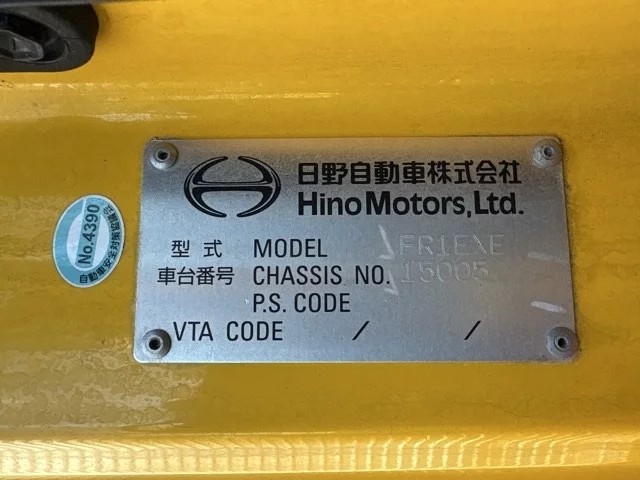 日野自動車株式会社
Hino Motors, Ltd.
型式 MODEL
車台番号 CHASSIS NO. 15005
P.S. CODE
VTA CODE / /
No.4390